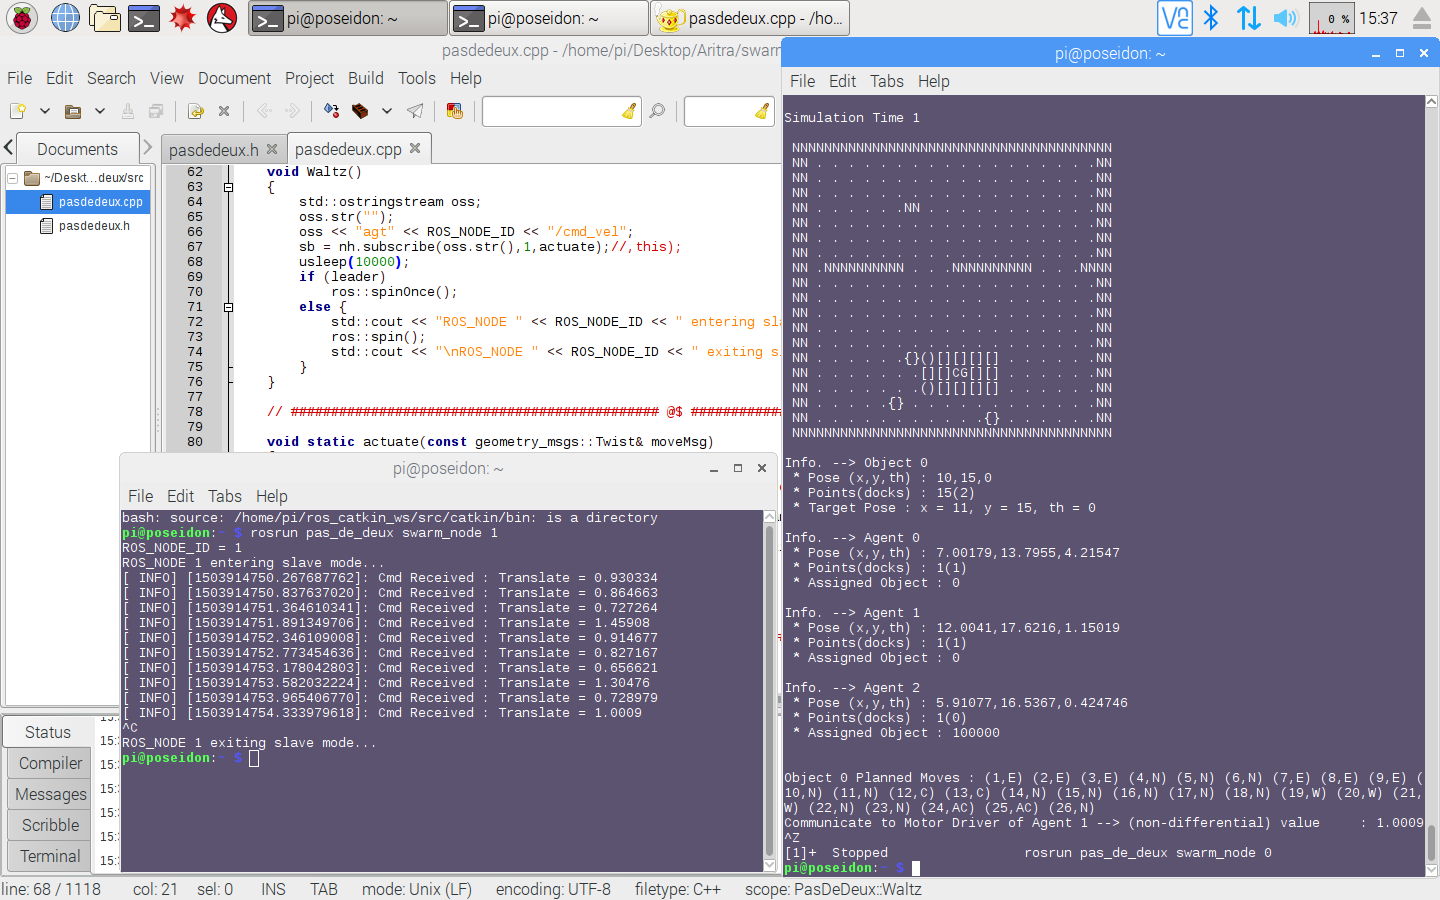 pi@poseidon: ~
pi@poseidon: ~
pasdedeux.cpp - /ho...
0 %
15:37
pasdedeux.cpp - /home/pi/Desktop/Aritra/swarm
File Edit Search View Document Project Build Tools Help
Documents
pasdedeux.h
pasdedeux.cpp
~/Deskt...deux/src
pasdedeux.cpp
pasdedeux.h
62 void Waltz()
63 {
64 std::ostringstream oss;
65 oss.str("");
66 oss << "agt" << ROS_NODE_ID << "/cmd_vel";
67 sb = nh.subscribe(oss.str(),1,actuate);//,this);
68 usleep(10000);
69 if (leader)
70 ros::spinOnce();
71 else {
72 std::cout << "ROS_NODE " << ROS_NODE_ID << " entering sla
73 ros::spin();
74 std::cout << "\nROS_NODE " << ROS_NODE_ID << " exiting s
75 }
76 }
77
78 // ############################################## @$ ############
79
80 void static actuate(const geometry_msgs::Twist& moveMsg)
pi@poseidon: ~
File Edit Tabs Help
bash: source: /home/pi/ros_catkin_ws/src/catkin/bin: is a directory
pi@poseidon:~ $ rosrun pas_de_deux swarm_node 1
ROS_NODE_ID = 1
ROS_NODE 1 entering slave mode...
[ INFO] [1503914750.267687762]: Cmd Received : Translate = 0.930334
[ INFO] [1503914750.837637020]: Cmd Received : Translate = 0.864663
[ INFO] [1503914751.364610341]: Cmd Received : Translate = 0.727264
[ INFO] [1503914751.891349706]: Cmd Received : Translate = 1.45908
[ INFO] [1503914752.346109008]: Cmd Received : Translate = 0.914677
[ INFO] [1503914752.773454636]: Cmd Received : Translate = 0.827167
[ INFO] [1503914753.178042803]: Cmd Received : Translate = 0.656621
[ INFO] [1503914753.582032224]: Cmd Received : Translate = 1.30476
[ INFO] [1503914753.965406770]: Cmd Received : Translate = 0.728979
[ INFO] [1503914754.333979618]: Cmd Received : Translate = 1.0009
^C
ROS_NODE 1 exiting slave mode...
pi@poseidon:~ $
Status
Compiler
Messages
Scribble
Terminal
line: 68 / 1118 col: 21 sel: 0 INS TAB mode: Unix (LF) encoding: UTF-8 filetype: C++ scope: PasDeDeux::Waltz
pi@poseidon: ~
File Edit Tabs Help
Simulation Time 1
NNNNNNNNNNNNNNNNNNNNNNNNNNNNNNNNNNNNNNNN
NN . . . . . . . . . . . . . . . . . .NN
NN . . . . . . . . . . . . . . . . . .NN
NN . . . . . . . . . . . . . . . . . .NN
NN . . . . . .NN . . . . . . . . . . .NN
NN . . . . . . . . . . . . . . . . . .NN
NN . . . . . . . . . . . . . . . . . .NN
NN . . . . . . . . . . . . . . . . . .NN
NN .NNNNNNNNNN . . .NNNNNNNNNN . . .NNNN
NN . . . . . . . . . . . . . . . . . .NN
NN . . . . . . . . . . . . . . . . . .NN
NN . . . . . . . . . . . . . . . . . .NN
NN . . . . . . . . . . . . . . . . . .NN
NN . . . . . . . . . . . . . . . . . .NN
NN . . . . . .{}()[][][][] . . . . . .NN
NN . . . . . . .[][]CG[][] . . . . . .NN
NN . . . . . . .()[][][][] . . . . . .NN
NN . . . . .{} . . . . . . . . . . . .NN
NN . . . . . . . . . . .{} . . . . . .NN
NNNNNNNNNNNNNNNNNNNNNNNNNNNNNNNNNNNNNNNN
Info. --> Object 0
* Pose (x,y,th) : 10,15,0
* Points(docks) : 15(2)
* Target Pose : x = 11, y = 15, th = 0
Info. --> Agent 0
* Pose (x,y,th) : 7.00179,13.7955,4.21547
* Points(docks) : 1(1)
* Assigned Object : 0
Info. --> Agent 1
* Pose (x,y,th) : 12.0041,17.6216,1.15019
* Points(docks) : 1(1)
* Assigned Object : 0
Info. --> Agent 2
* Pose (x,y,th) : 5.91077,16.5367,0.424746
* Points(docks) : 1(0)
* Assigned Object : 100000
Object 0 Planned Moves : (1,E) (2,E) (3,E) (4,N) (5,N) (6,N) (7,E) (8,E) (9,E) (
10,N) (11,N) (12,C) (13,C) (14,N) (15,N) (16,N) (17,N) (18,N) (19,W) (20,W) (21,
W) (22,N) (23,N) (24,AC) (25,AC) (26,N)
Communicate to Motor Driver of Agent 1 --> (non-differential) value : 1.0009
^Z
[1]+ Stopped rosrun pas_de_deux swarm_node 0
pi@poseidon:~ $